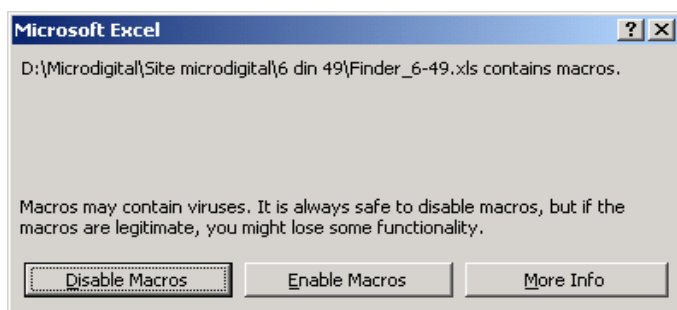 Microsoft Excel
D:\Microdigital\Site microdigital\6 din 49\Finder_6-49.xls contains macros.
Macros may contain viruses. It is always safe to disable macros, but if the
macros are legitimate, you might lose some functionality.
Disable Macros Enable Macros More Info